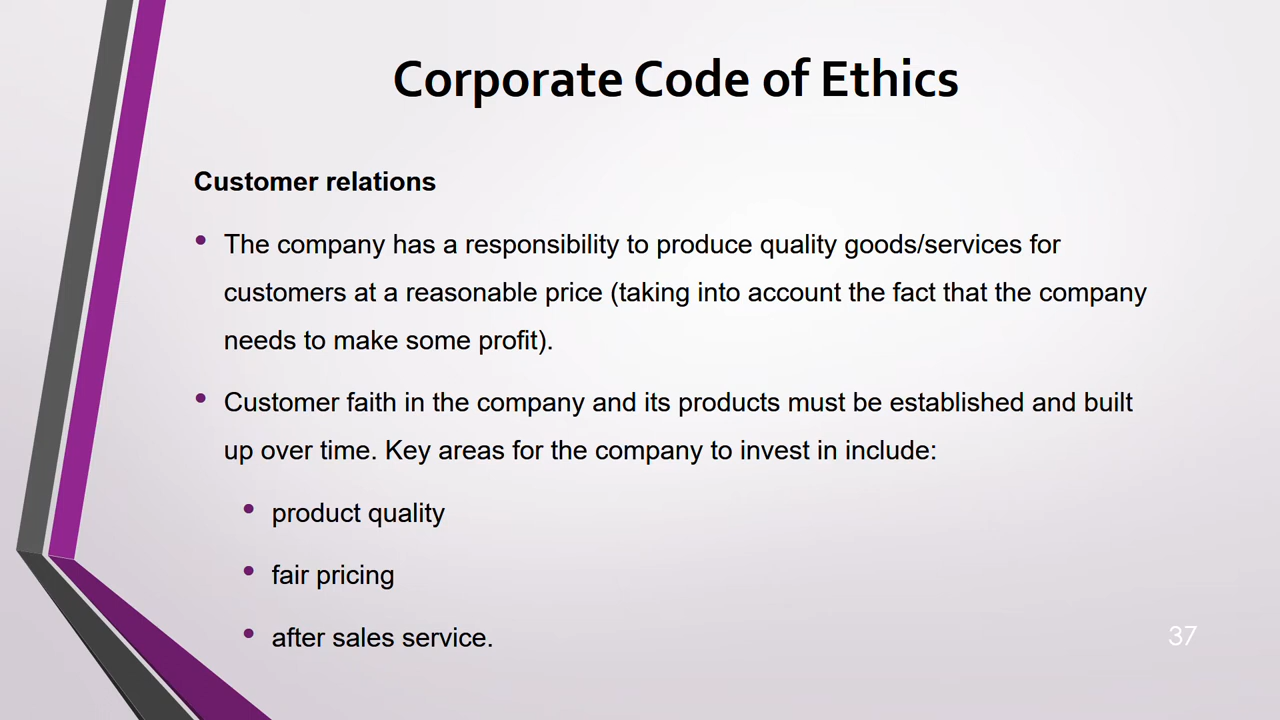 Corporate Code of Ethics
Customer relations
• The company has a responsibility to produce quality goods/services for
customers at a reasonable price (taking into account the fact that the company
needs to make some profit).
• Customer faith in the company and its products must be established and built
up over time. Key areas for the company to invest in include:
• product quality
• fair pricing
• after sales service.
37